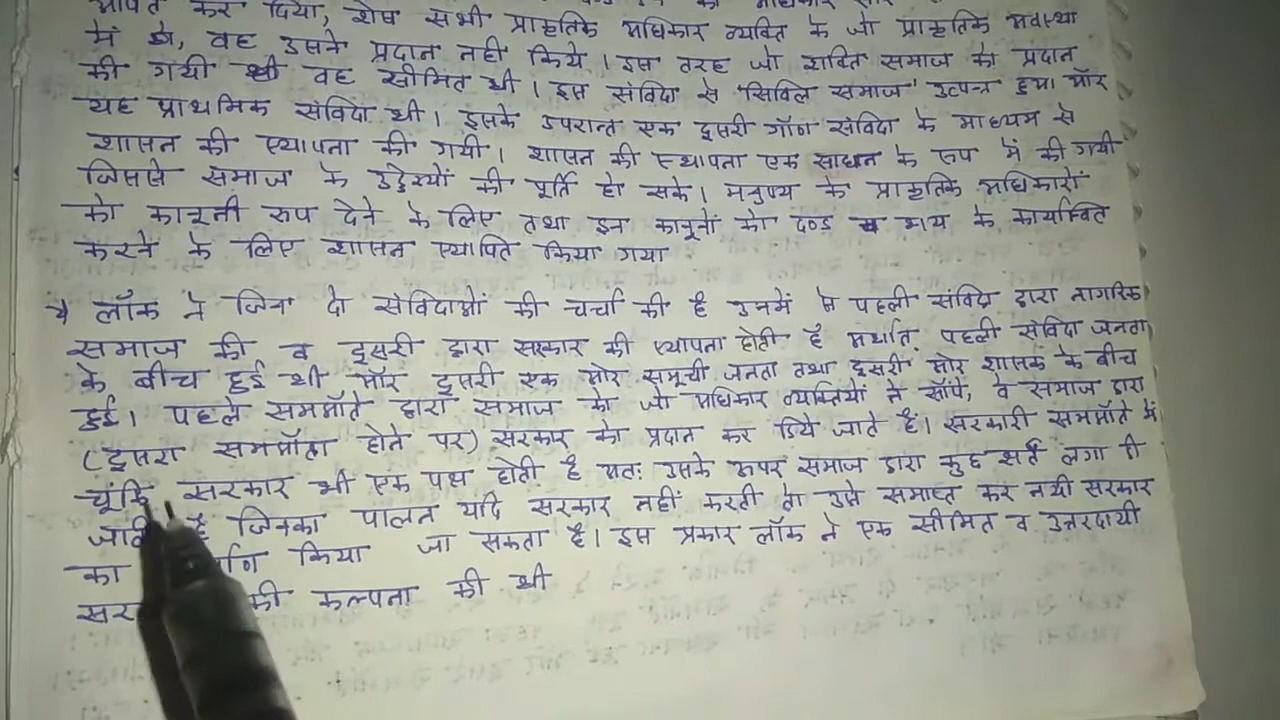 कर दिया, शेष सभी प्राकृतिक अधिकार व्यक्ति के जो प्राकृतिक अवस्था
में थे, वह उसने प्रदान नही किये। इस तरह जो शक्ति समाज को प्रदान
की गयी थी वह सीमित थी। इस संविदा से 'सिविल समाज' उत्पन्न हुया और
यह प्राथमिक संविदा थी। इसके उपरान्त एक दूसरी गौण संविदा के माध्यम से
शासन की स्थापना की गयी। शासन की स्थापना एक साधन के रूप में की गयी
जिससे समाज के उद्देश्यों की पूर्ति हो सके। मनुष्य के प्राकृतिक अधिकारों
को कानूनी रुप देने के लिए तथा इन कानूनों को दण्ड व भय के कार्यान्वित
करने के लिए शासन स्थापित किया गया
→ लॉक ने जिन दो संविदाओं की चर्चा की है उनमें से पहली संविदा द्वारा नागरिक
समाज की व दूसरी द्वारा सरकार की स्थापना होती है अर्थात् पहली संविदा जनता
के बीच हुई थी और दूसरी एक ओर समूची जनता तथा दूसरी ओर शासक के बीच
हुई। पहले समझौते द्वारा समाज को जो अधिकार व्यक्तियों ने सौंपे, वे समाज द्वारा
(दूसरा समझौता होते पर) सरकार को प्रदान कर दिये जाते हैं। सरकारी समझौते में
चूंकि सरकार भी एक पक्ष होती है अतः उसके ऊपर समाज द्वारा कुछ शर्तें लगा दी
जाती है जिनका पालन यदि सरकार नहीं करती तो उसे समाप्त कर नयी सरकार
का किया जा सकता है। इस प्रकार लॉक ने एक सीमित व उत्तरदायी
की कल्पना की थी